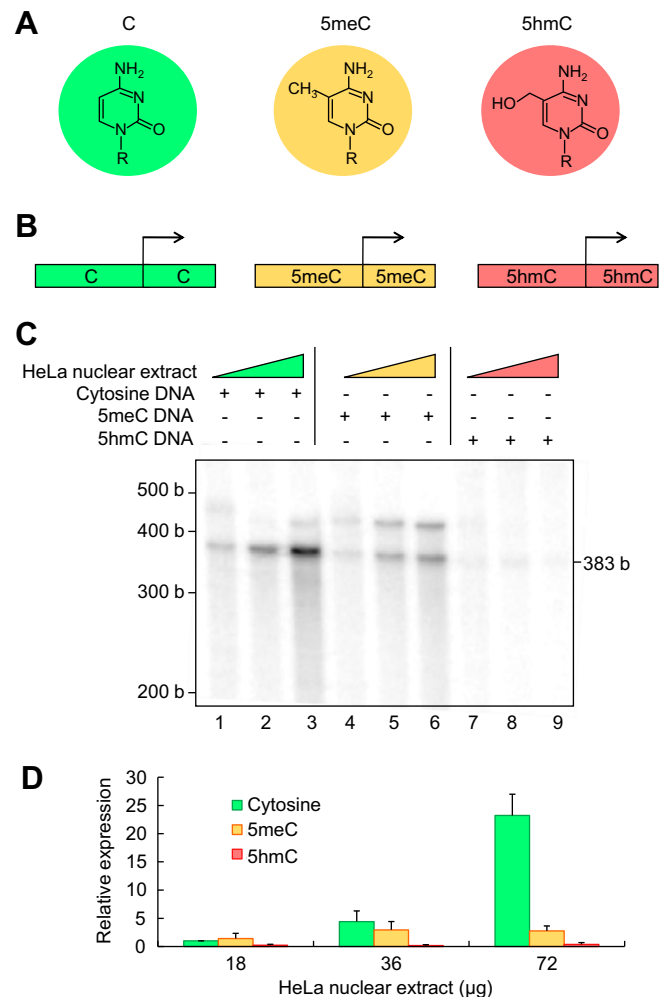 A
C 5meC 5hmC
NH2 CH3 NH2 NH2
N N HO N
N O N O N O
R R R
B
C C 5meC 5meC 5hmC 5hmC
C
HeLa nuclear extract
Cytosine DNA + + + - - - - - -
5meC DNA - - - + + + - - -
5hmC DNA - - - - - - + + +
500 b
400 b
383 b
300 b
200 b
1 2 3 4 5 6 7 8 9
D
Relative expression
30
25
20
15
10
5
0
Cytosine
5meC
5hmC
18 36 72
HeLa nuclear extract (µg)